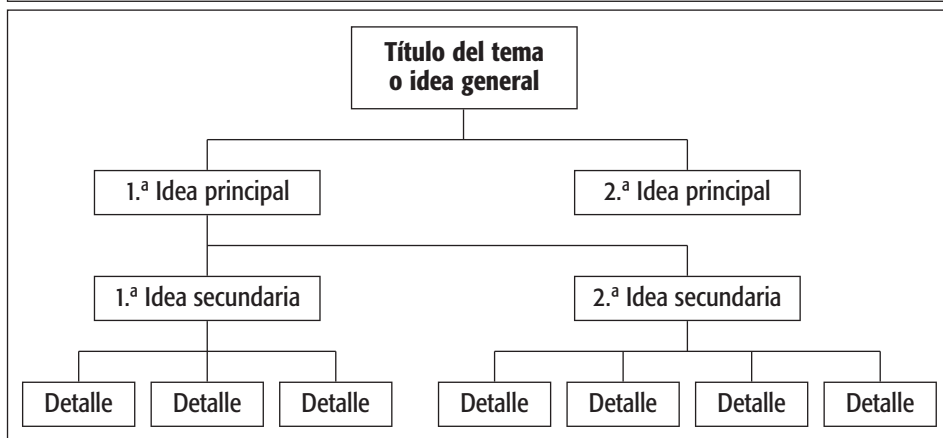 Título del tema
o idea general
1.ª Idea principal
2.ª Idea principal
1.ª Idea secundaria
2.ª Idea secundaria
Detalle
Detalle
Detalle
Detalle
Detalle
Detalle
Detalle